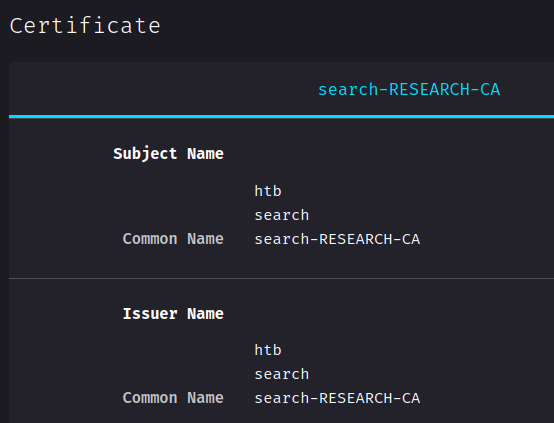 Certificate
search-RESEARCH-CA
Subject Name
htb
search
Common Name search-RESEARCH-CA
Issuer Name
htb
search
Common Name search-RESEARCH-CA